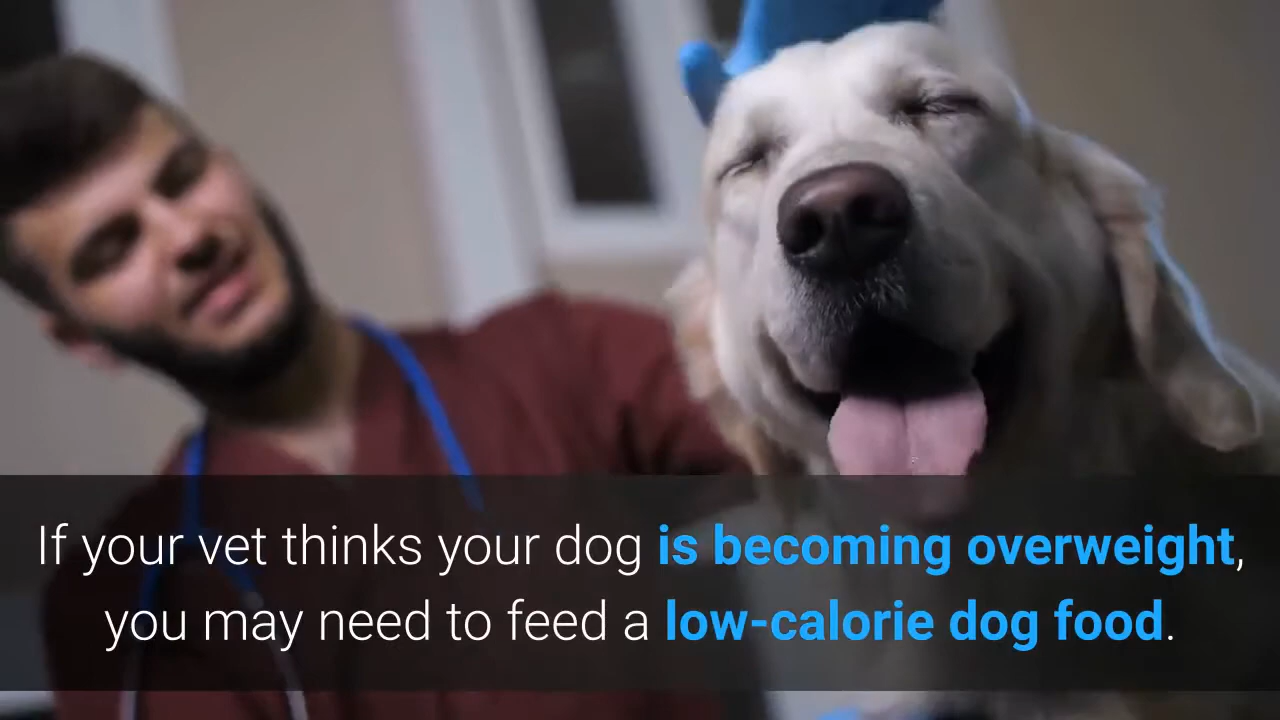 If your vet thinks your dog is becoming overweight,
you may need to feed a low-calorie dog food.